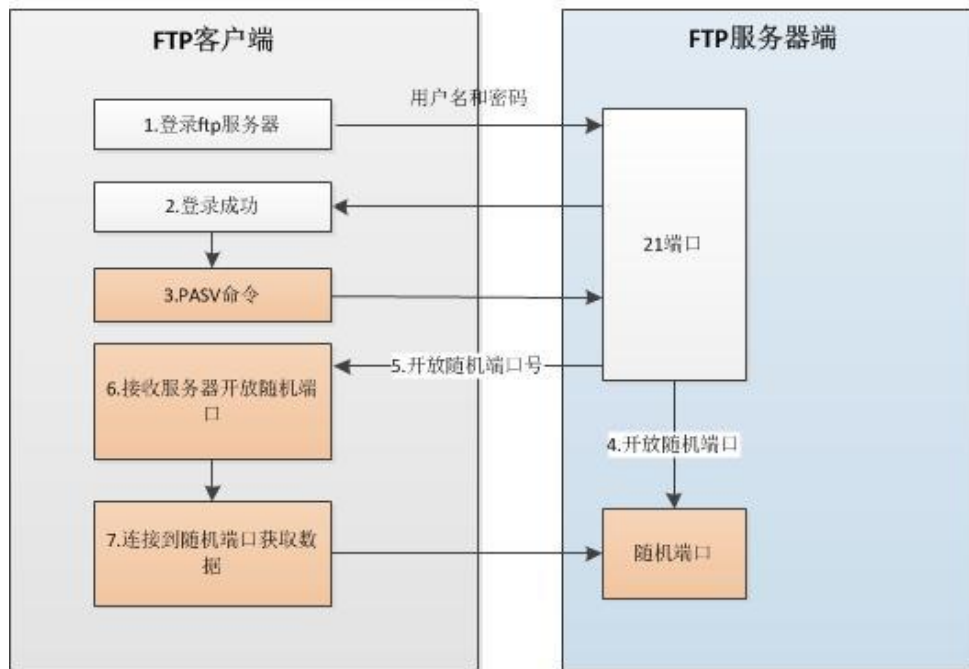 FTP客户端
FTP服务器端
用户名和密码
1.登录ftp服务器
2.登录成功
21端口
3.PASV命令
5.开放随机端口号
6.接收服务器开放随机端
口
4.开放随机端口
7.连接到随机端口获取数
据
随机端口